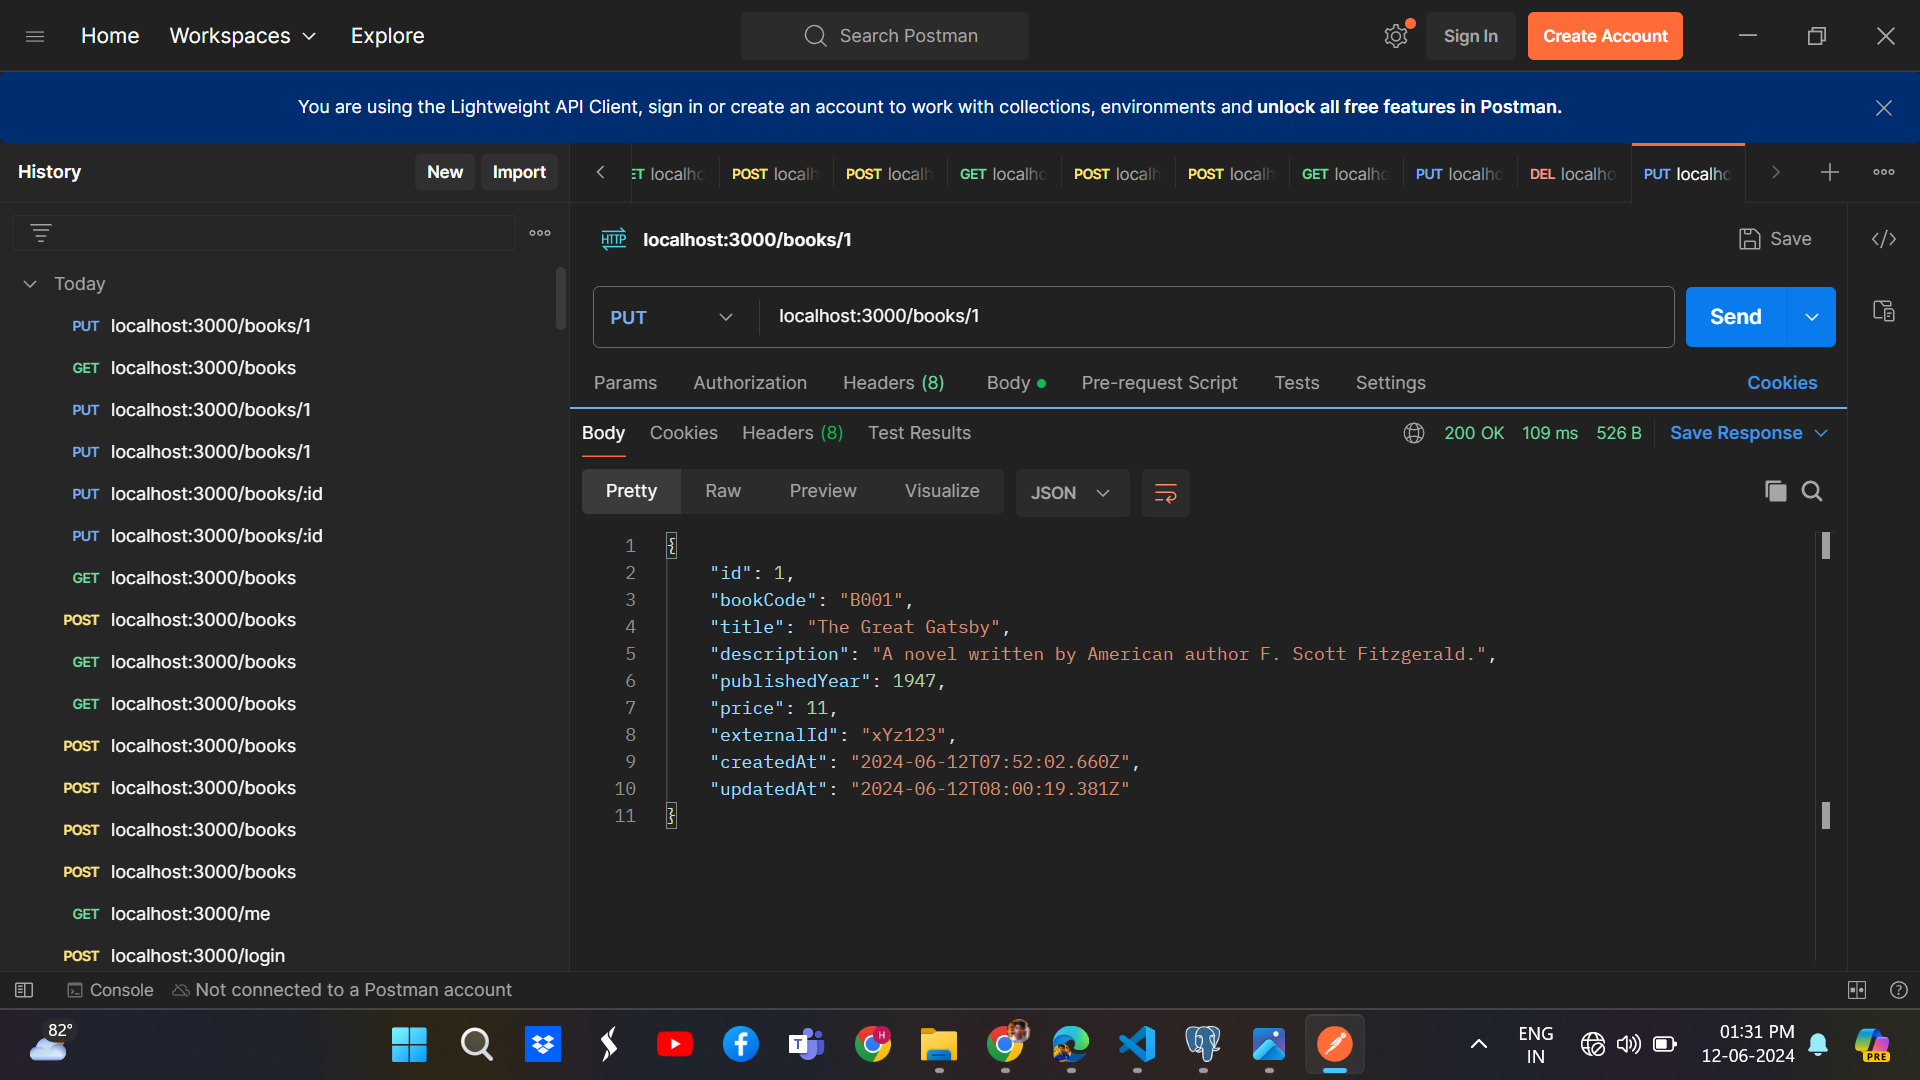 Home
Workspaces
Explore
Search Postman
Sign In
Create Account
You are using the Lightweight API Client, sign in or create an account to work with collections, environments and unlock all free features in Postman.
History
New
Import
ET localho
POST localh
POST localh
GET localho
POST localh
POST localh
GET localho
PUT localho
DEL localho
PUT localho
HTTP localhost:3000/books/1
Save
PUT
localhost:3000/books/1
Send
Params
Authorization
Headers (8)
Body
Pre-request Script
Tests
Settings
Cookies
Body
Cookies
Headers (8)
Test Results
200 OK
109 ms
526 B
Save Response
Pretty
Raw
Preview
Visualize
JSON
1 {
2 "id": 1,
3 "bookCode": "B001",
4 "title": "The Great Gatsby",
5 "description": "A novel written by American author F. Scott Fitzgerald.",
6 "publishedYear": 1947,
7 "price": 11,
8 "externalId": "xYz123",
9 "createdAt": "2024-06-12T07:52:02.660Z",
10 "updatedAt": "2024-06-12T08:00:19.381Z"
11 }
Today
PUT localhost:3000/books/1
GET localhost:3000/books
PUT localhost:3000/books/1
PUT localhost:3000/books/1
PUT localhost:3000/books/:id
PUT localhost:3000/books/:id
GET localhost:3000/books
POST localhost:3000/books
GET localhost:3000/books
GET localhost:3000/books
POST localhost:3000/books
POST localhost:3000/books
POST localhost:3000/books
POST localhost:3000/books
GET localhost:3000/me
POST localhost:3000/login
Console
Not connected to a Postman account
82°
H
T
ENG
IN
01:31 PM
12-06-2024
PRE